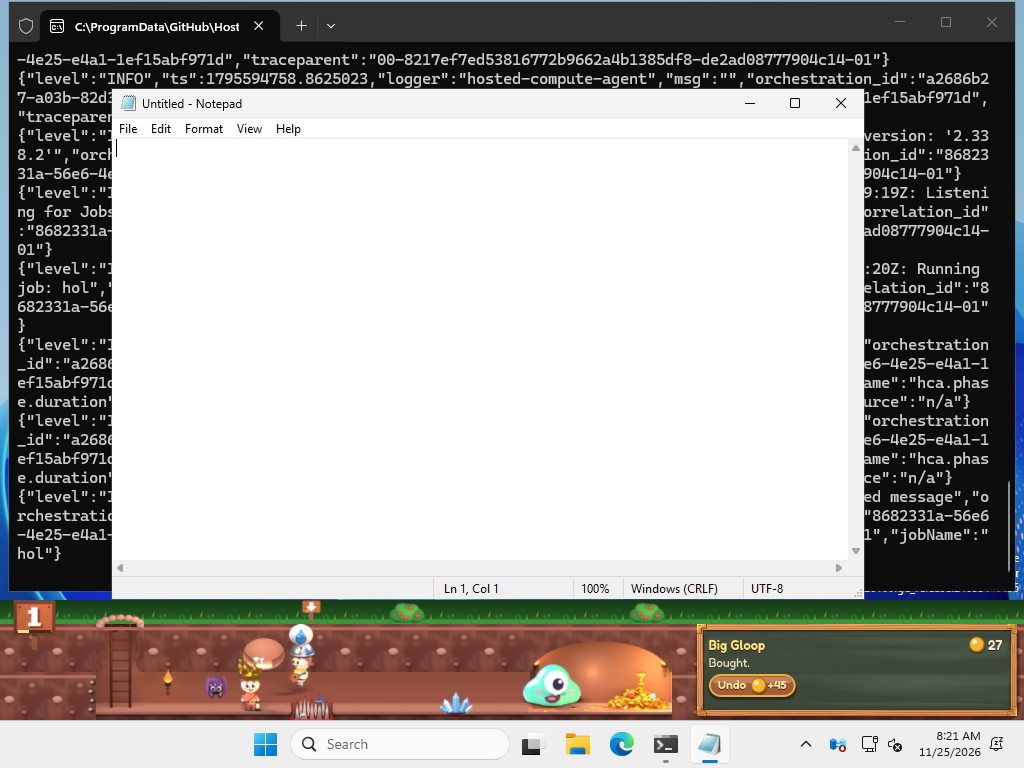 C:\ProgramData\GitHub\Host
-4e25-e4a1-1ef15abf971d","traceparent":"00-8217ef7ed53816772b9662a4b1385df8-de2ad08777904c14-01"}
{"level":"INFO","ts":1795594758.8625023,"logger":"hosted-compute-agent","msg":"","orchestration_id":"a2686b2
7-a03b-82d3
1ef15abf971d",
"traceparen
Untitled - Notepad
File Edit Format View Help
{"level":"I
version: '2.33
8.2'","orch
ion_id":"86823
31a-56e6-4e
904c14-01"}
{"level":"I
9:19Z: Listeni
ng for Jobs
orrelation_id"
:"8682331a-
ad08777904c14-
01"}
{"level":"I
:20Z: Running
job: hol","
elation_id":"8
682331a-56e
8777904c14-01"
}
{"level":"I
"orchestration
_id":"a2686
e6-4e25-e4a1-1
ef15abf971d
ame":"hca.phas
e.duration"
urce":"n/a"}
{"level":"I
"orchestration
_id":"a2686
e6-4e25-e4a1-1
ef15abf971d
ame":"hca.phas
e.duration"
ce":"n/a"}
{"level":"I
ed message","o
rchestratio
"8682331a-56e6
-4e25-e4a1-
1","jobName":"
hol"}
Ln 1, Col 1 100% Windows (CRLF) UTF-8
1
Big Gloop 27
Bought.
Undo +45
Search
8:21 AM
11/25/2026